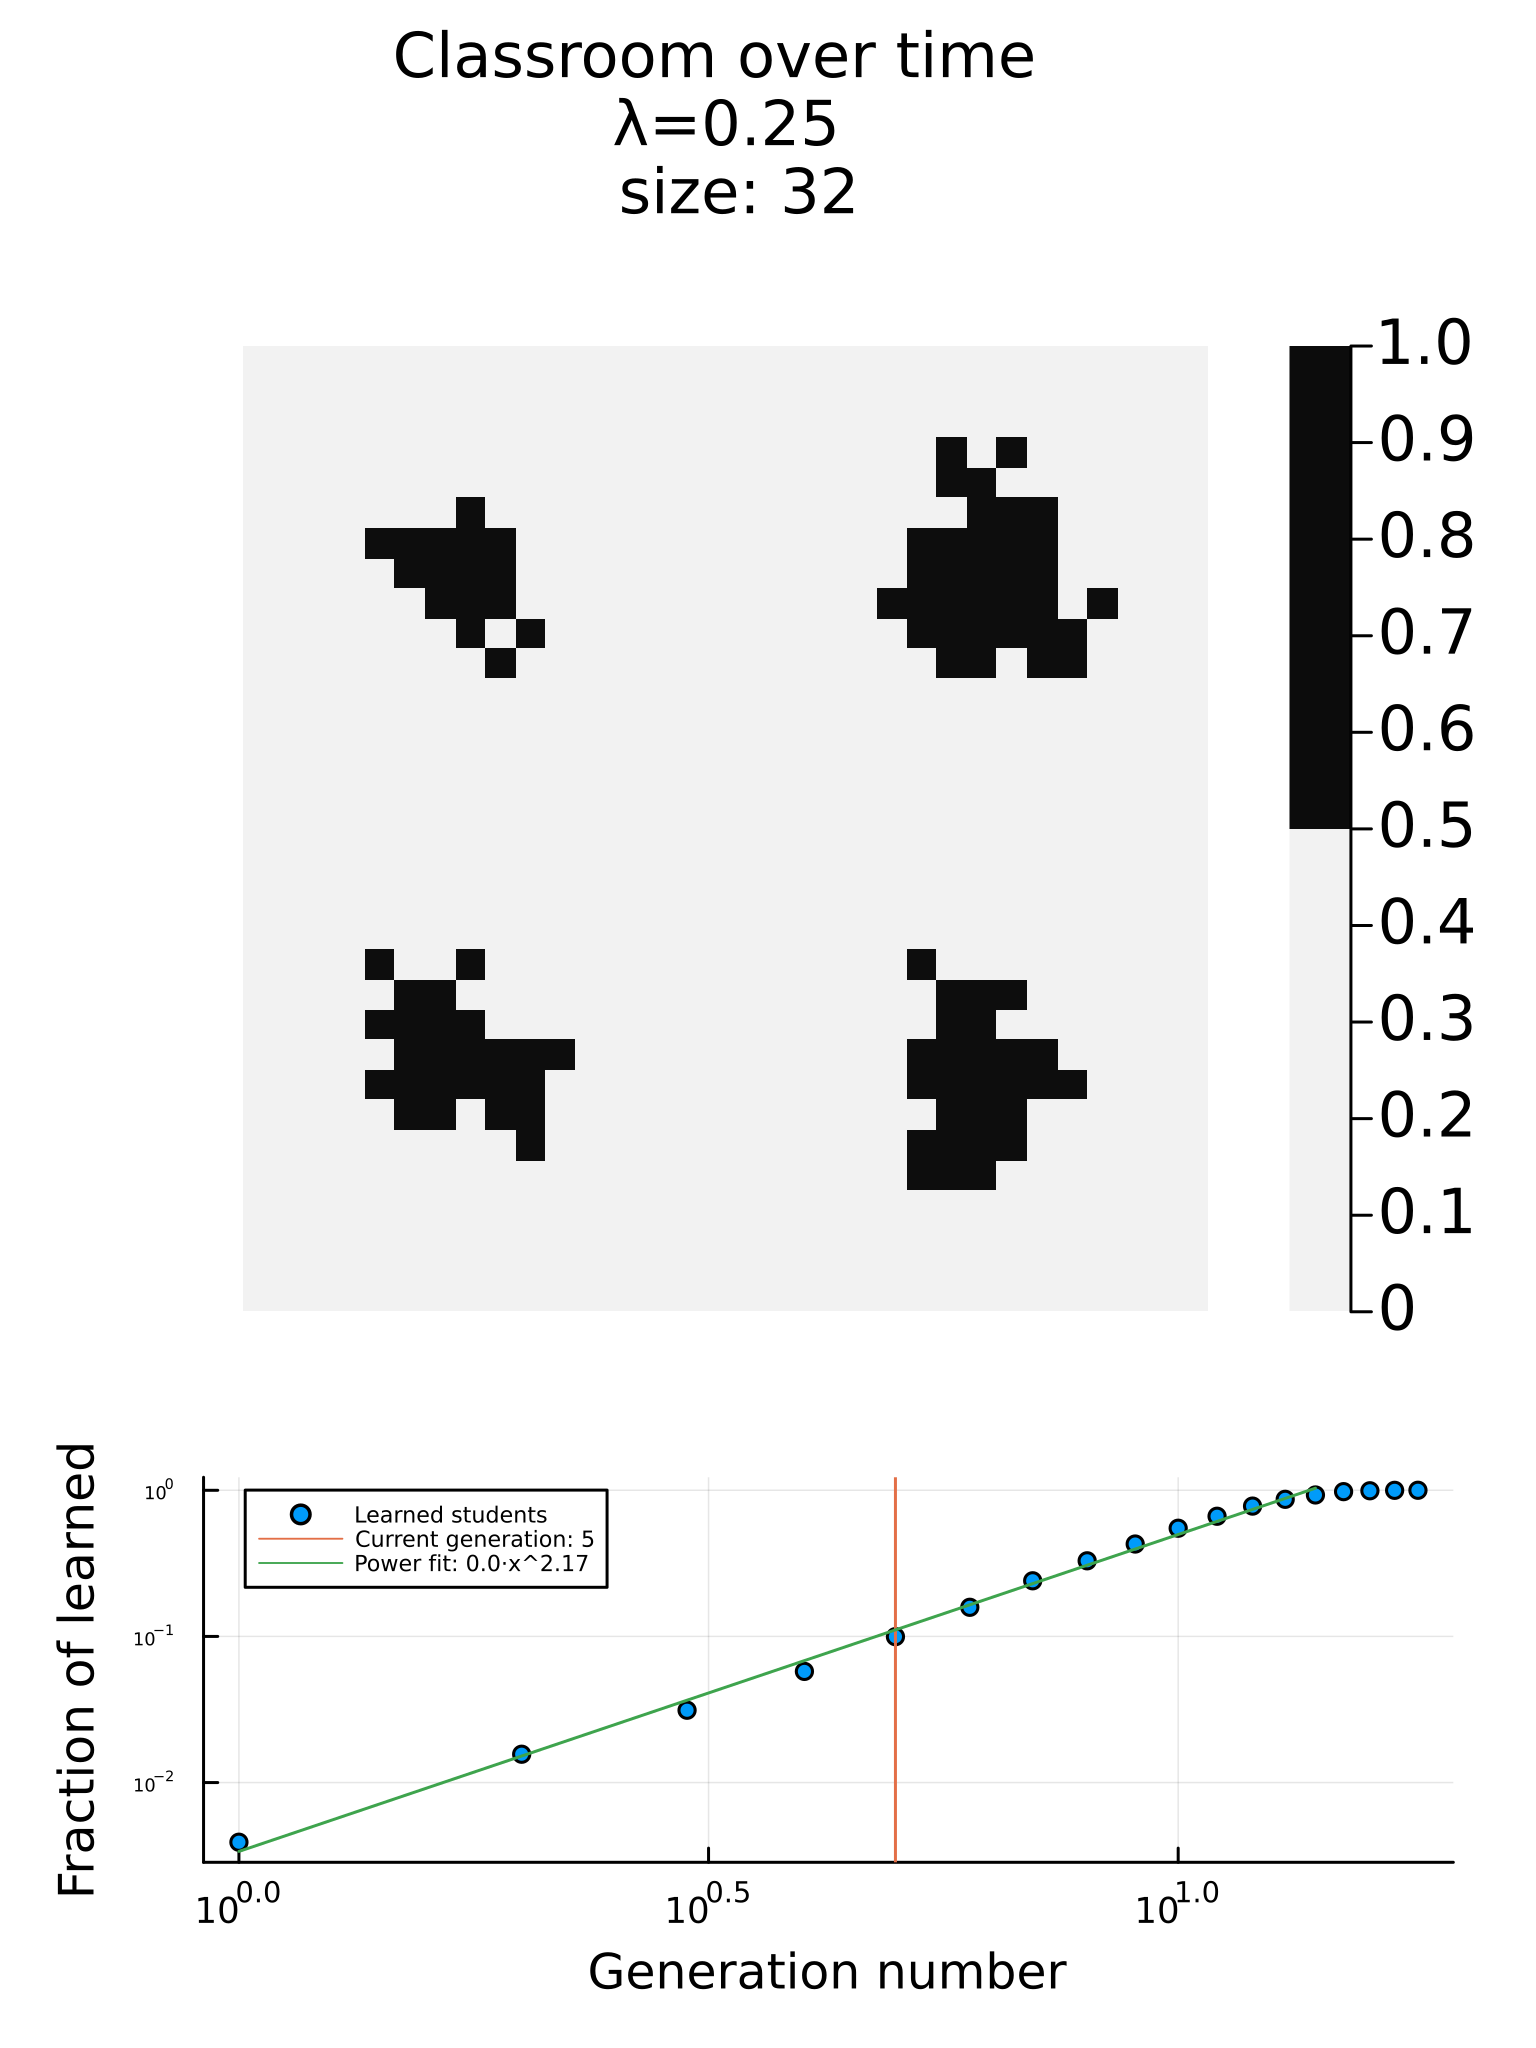 Classroom over time
λ=0.25
size: 32
1.0
0.9
0.8
0.7
0.6
0.5
0.4
0.3
0.2
0.1
0
Fraction of learned
10^0
10^-1
10^-2
Learned students
Current generation: 5
Power fit: 0.0·x^2.17
10^0.0
10^0.5
10^1.0
Generation number